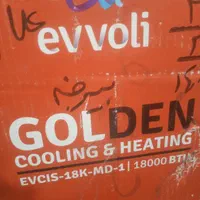 evvoli
GOLDEN
COOLING & HEATING
EVCIS-18K-MD-1 | 18000 BTU